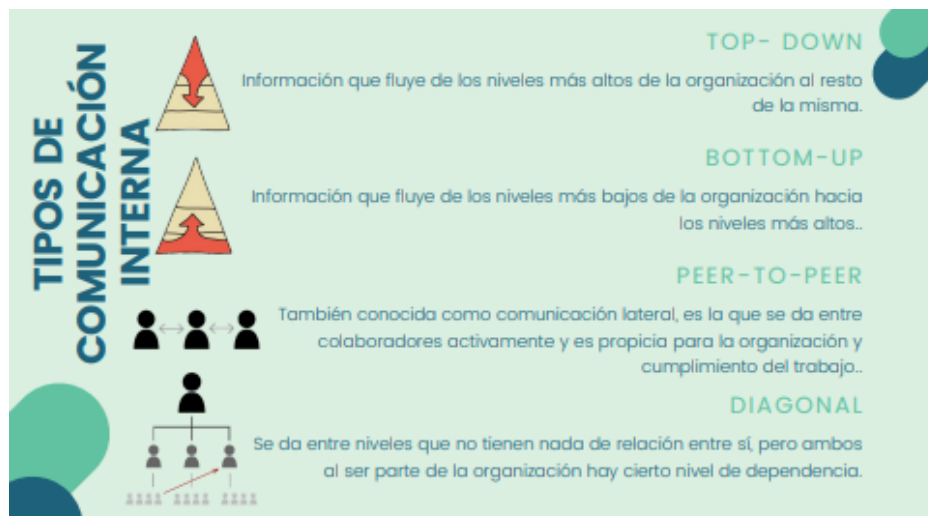 TIPOS DE
COMUNICACIÓN
INTERNA
TOP- DOWN
Información que fluye de los niveles más altos de la organización al resto
de la misma.
BOTTOM-UP
Información que fluye de los niveles más bajos de la organización hacia
los niveles más altos..
PEER-TO-PEER
También conocida como comunicación lateral, es la que se da entre
colaboradores activamente y es propicia para la organización y
cumplimiento del trabajo..
DIAGONAL
Se da entre niveles que no tienen nada de relación entre sí, pero ambos
al ser parte de la organización hay cierto nivel de dependencia.